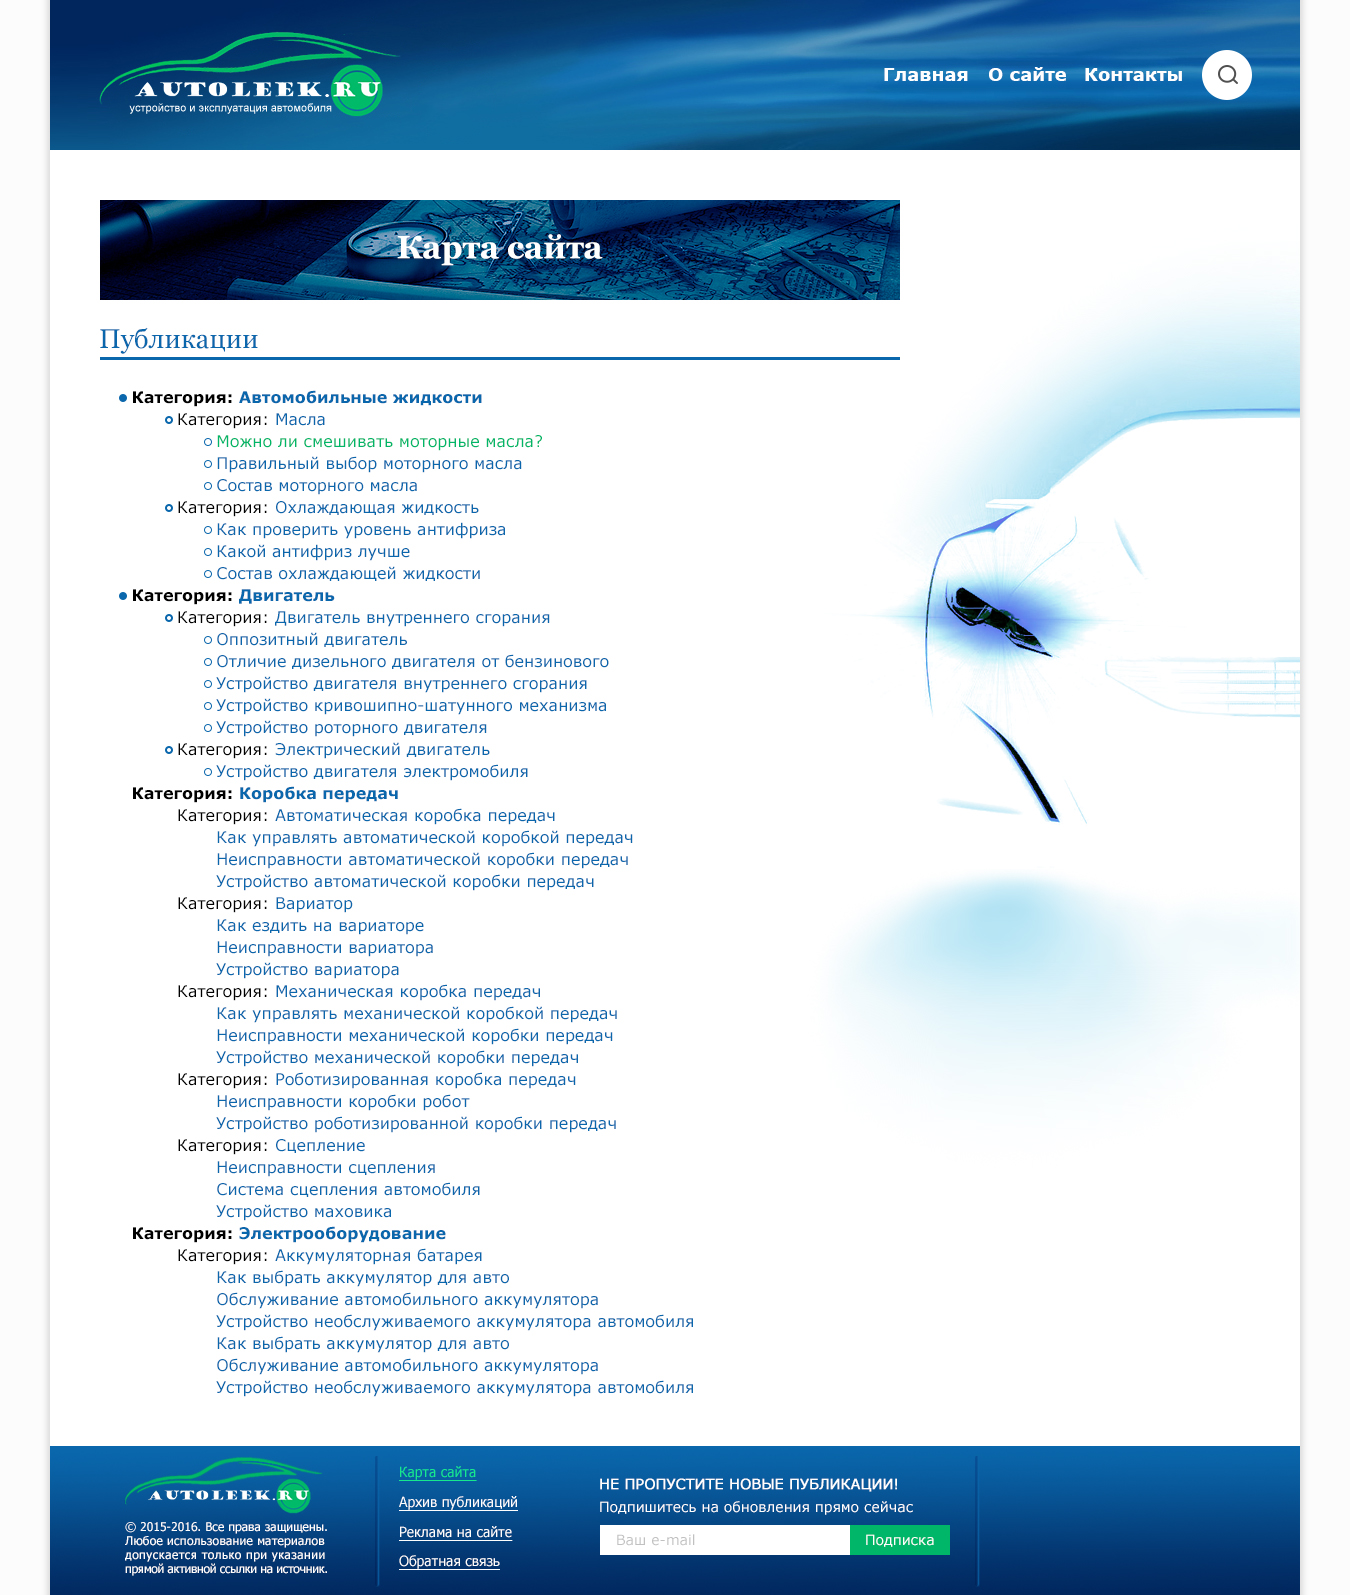 AUTOLEEK.RU
устройство и эксплуатация автомобиля
Главная О сайте Контакты
Карта сайта
Публикации
Категория: Автомобильные жидкости
Категория: Масла
Можно ли смешивать моторные масла?
Правильный выбор моторного масла
Состав моторного масла
Категория: Охлаждающая жидкость
Как проверить уровень антифриза
Какой антифриз лучше
Состав охлаждающей жидкости
Категория: Двигатель
Категория: Двигатель внутреннего сгорания
Оппозитный двигатель
Отличие дизельного двигателя от бензинового
Устройство двигателя внутреннего сгорания
Устройство кривошипно-шатунного механизма
Устройство роторного двигателя
Категория: Электрический двигатель
Устройство двигателя электромобиля
Категория: Коробка передач
Категория: Автоматическая коробка передач
Как управлять автоматической коробкой передач
Неисправности автоматической коробки передач
Устройство автоматической коробки передач
Категория: Вариатор
Как ездить на вариаторе
Неисправности вариатора
Устройство вариатора
Категория: Механическая коробка передач
Как управлять механической коробкой передач
Неисправности механической коробки передач
Устройство механической коробки передач
Категория: Роботизированная коробка передач
Неисправности коробки робот
Устройство роботизированной коробки передач
Категория: Сцепление
Неисправности сцепления
Система сцепления автомобиля
Устройство маховика
Категория: Электрооборудование
Категория: Аккумуляторная батарея
Как выбрать аккумулятор для авто
Обслуживание автомобильного аккумулятора
Устройство необслуживаемого аккумулятора автомобиля
Как выбрать аккумулятор для авто
Обслуживание автомобильного аккумулятора
Устройство необслуживаемого аккумулятора автомобиля
AUTOLEEK.RU
© 2015-2016. Все права защищены.
Любое использование материалов
допускается только при указании
прямой активной ссылки на источник.
Карта сайта
Архив публикаций
Реклама на сайте
Обратная связь
НЕ ПРОПУСТИТЕ НОВЫЕ ПУБЛИКАЦИИ!
Подпишитесь на обновления прямо сейчас
Ваш e-mail Подписка